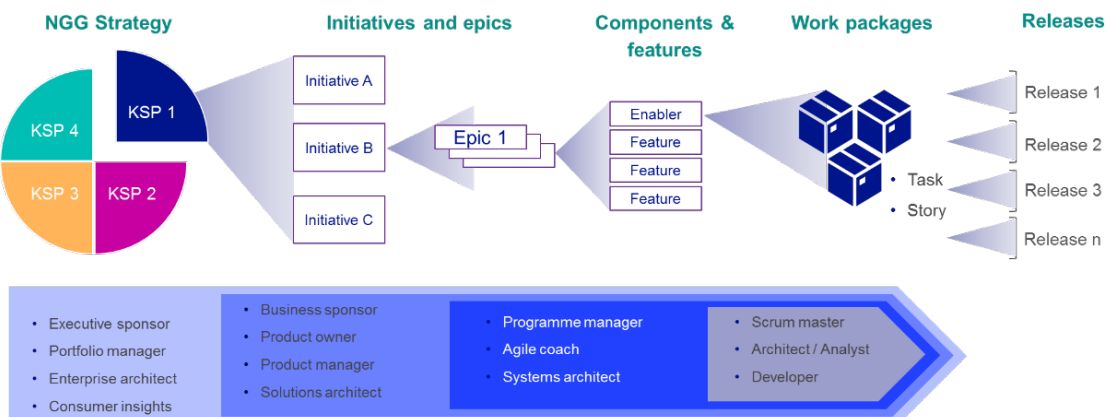 NGG Strategy
Initiatives and epics
Components &
features
Work packages
Releases
KSP 1
KSP 4
KSP 3
KSP 2
Initiative A
Initiative B
Initiative C
Epic 1
Enabler
Feature
Feature
Feature
• Task
• Story
Release 1
Release 2
Release 3
Release n
• Executive sponsor
• Portfolio manager
• Enterprise architect
• Consumer insights
• Business sponsor
• Product owner
• Product manager
• Solutions architect
• Programme manager
• Agile coach
• Systems architect
• Scrum master
• Architect / Analyst
• Developer